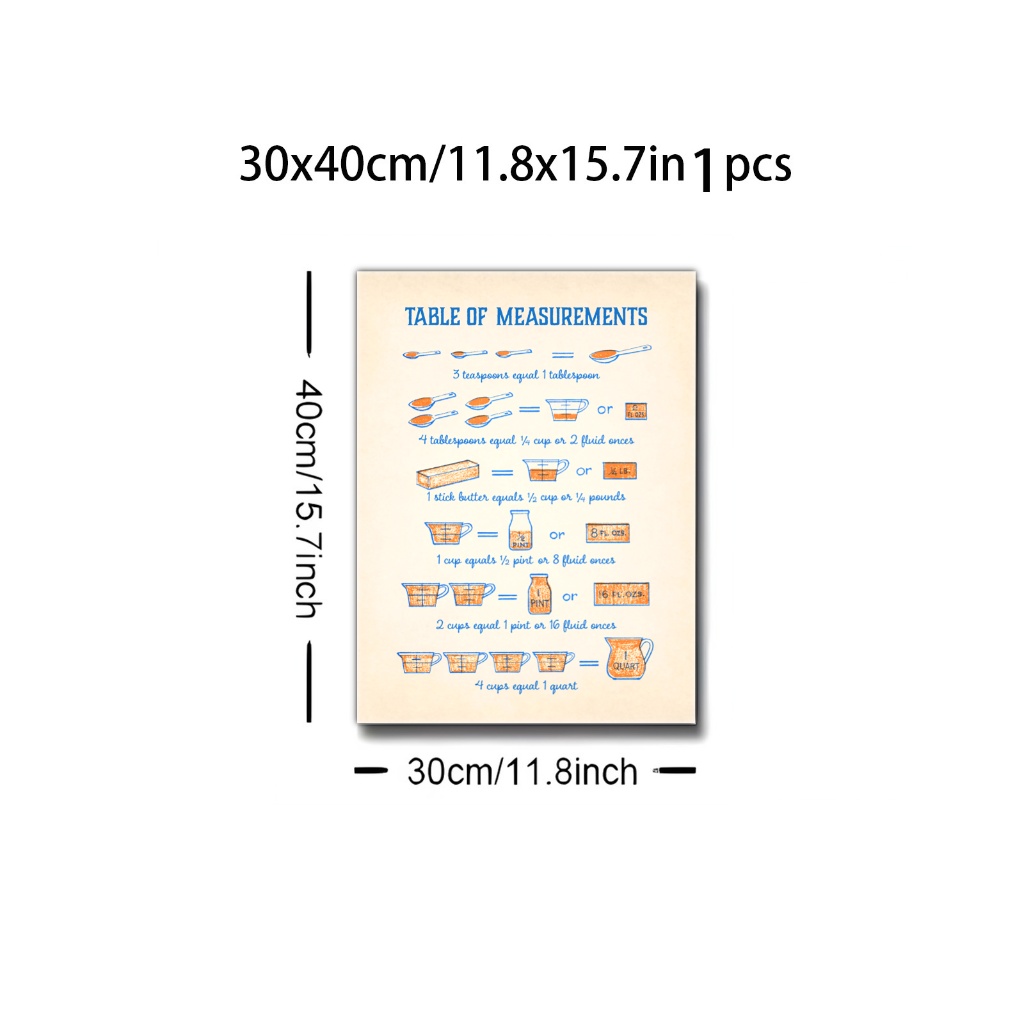 30x40cm/11.8x15.7in 1pcs
40cm/15.7inch
TABLE OF MEASUREMENTS
3 teaspoons equal 1 tablespoon
or
FL.OZS.
4 tablespoons equal ¼ cup or 2 fluid onces
or
¼ LB.
1 stick butter equals ½ cup or ¼ pounds
½ PINT
or
8 FL. OZS.
1 cup equals ½ pint or 8 fluid onces
1
PINT
or
16 FL.OZS.
2 cups equal 1 pint or 16 fluid onces
1
QUART
4 cups equal 1 quart
30cm/11.8inch